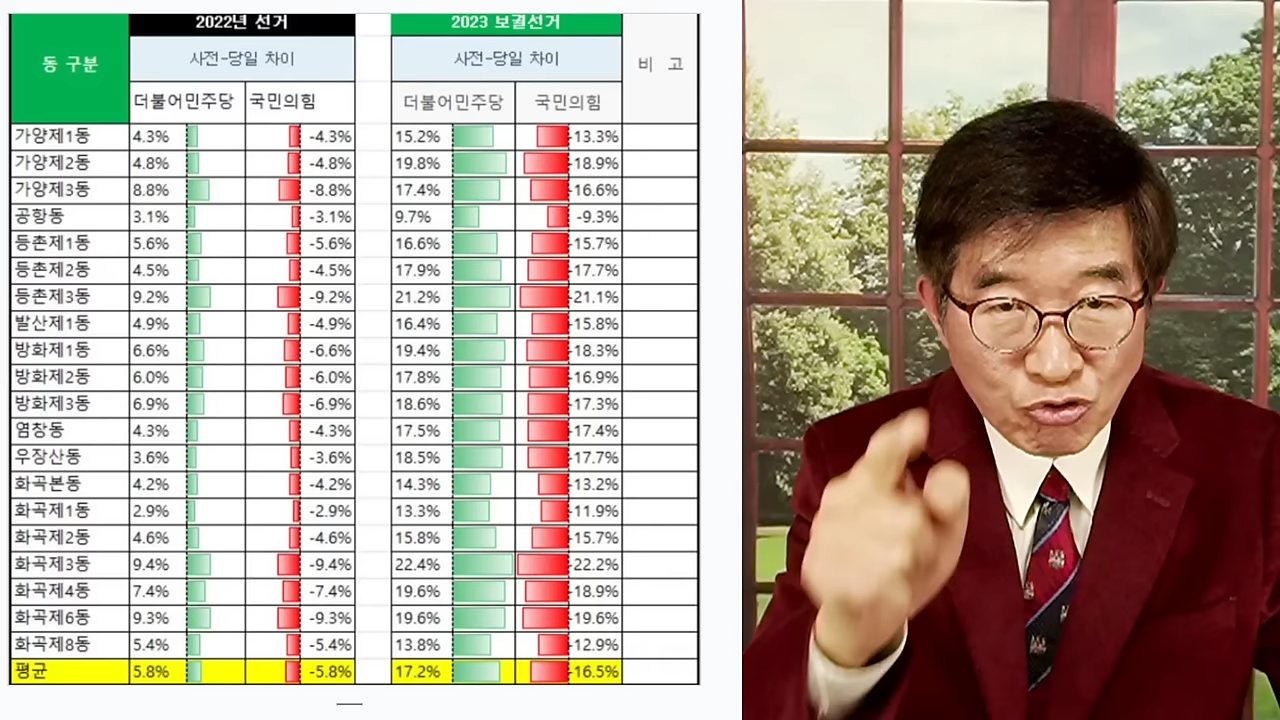 2022년 선거 2023 보궐선거
동 구분 사전-당일 차이 사전-당일 차이 비 고
더불어민주당 국민의힘 더불어민주당 국민의힘
가양제1동 4.3% -4.3% 15.2% -13.3%
가양제2동 4.8% -4.8% 19.8% -18.9%
가양제3동 8.8% -8.8% 17.4% -16.6%
공항동 3.1% -3.1% 9.7% -9.3%
등촌제1동 5.6% -5.6% 16.6% -15.7%
등촌제2동 4.5% -4.5% 17.9% -17.7%
등촌제3동 9.2% -9.2% 21.2% -21.1%
발산제1동 4.9% -4.9% 16.4% -15.8%
방화제1동 6.6% -6.6% 19.4% -18.3%
방화제2동 6.0% -6.0% 17.8% -16.9%
방화제3동 6.9% -6.9% 18.6% -17.3%
염창동 4.3% -4.3% 17.5% -17.4%
우장산동 3.6% -3.6% 18.5% -17.7%
화곡본동 4.2% -4.2% 14.3% -13.2%
화곡제1동 2.9% -2.9% 13.3% -11.9%
화곡제2동 4.6% -4.6% 15.8% -15.7%
화곡제3동 9.4% -9.4% 22.4% -22.2%
화곡제4동 7.4% -7.4% 19.6% -18.9%
화곡제6동 9.3% -9.3% 19.6% -19.6%
화곡제8동 5.4% -5.4% 13.8% -12.9%
평균 5.8% -5.8% 17.2% -16.5%